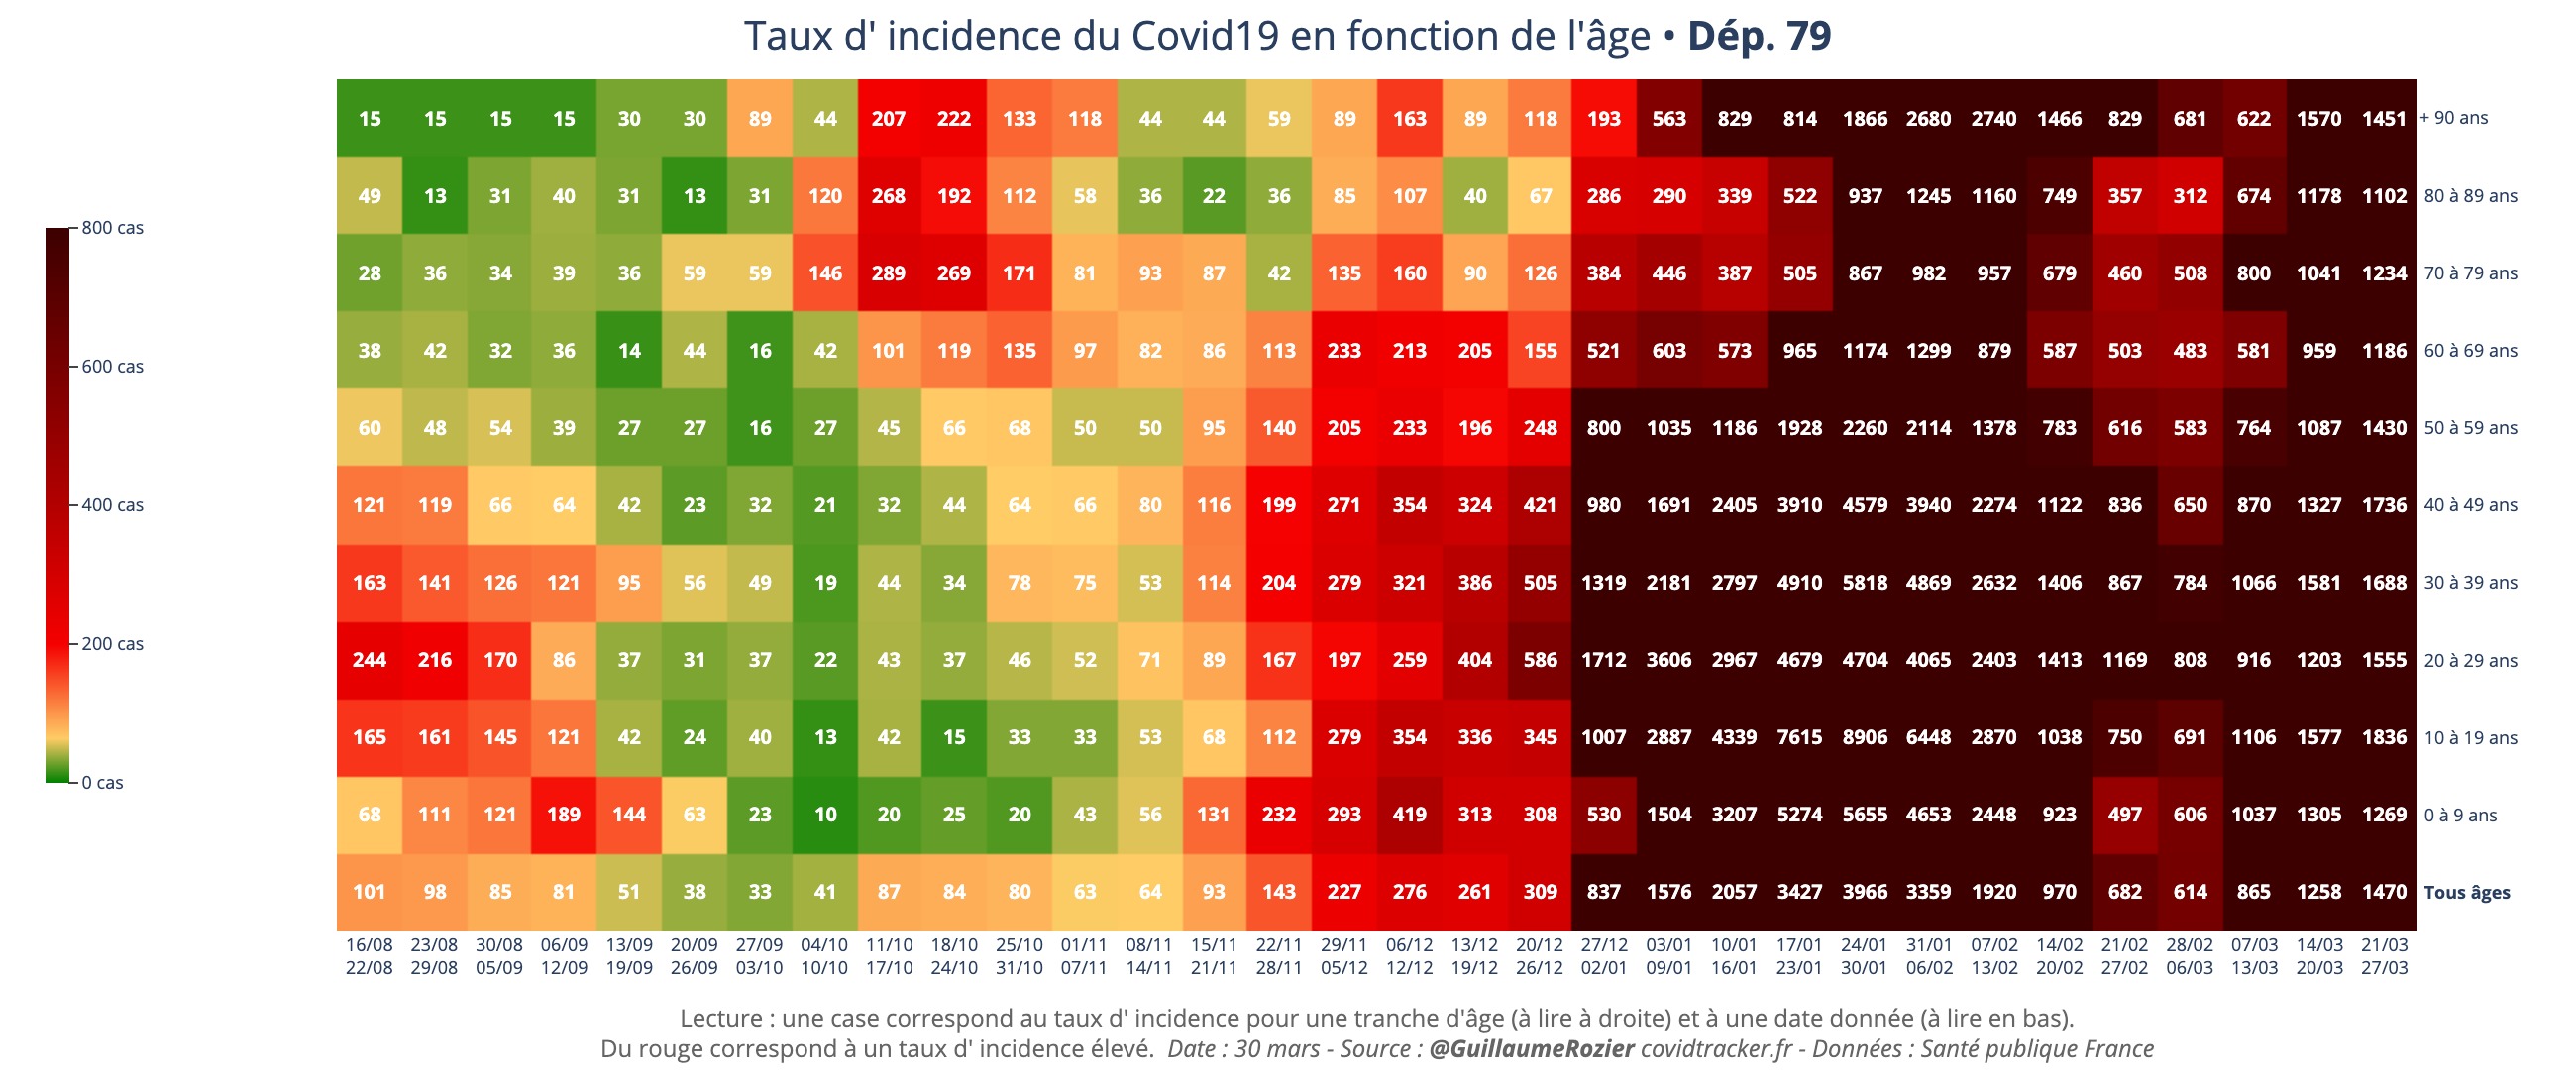 Taux d' incidence du Covid19 en fonction de l'âge • Dép. 79
800 cas
600 cas
400 cas
200 cas
0 cas
15 15 15 15 30 30 89 44 207 222 133 118 44 44 59 89 163 89 118 193 563 829 814 1866 2680 2740 1466 829 681 622 1570 1451 + 90 ans
49 13 31 40 31 13 31 120 268 192 112 58 36 22 36 85 107 40 67 286 290 339 522 937 1245 1160 749 357 312 674 1178 1102 80 à 89 ans
28 36 34 39 36 59 59 146 289 269 171 81 93 87 42 135 160 90 126 384 446 387 505 867 982 957 679 460 508 800 1041 1234 70 à 79 ans
38 42 32 36 14 44 16 42 101 119 135 97 82 86 113 233 213 205 155 521 603 573 965 1174 1299 879 587 503 483 581 959 1186 60 à 69 ans
60 48 54 39 27 27 16 27 45 66 68 50 50 95 140 205 233 196 248 800 1035 1186 1928 2260 2114 1378 783 616 583 764 1087 1430 50 à 59 ans
121 119 66 64 42 23 32 21 32 44 64 66 80 116 199 271 354 324 421 980 1691 2405 3910 4579 3940 2274 1122 836 650 870 1327 1736 40 à 49 ans
163 141 126 121 95 56 49 19 44 34 78 75 53 114 204 279 321 386 505 1319 2181 2797 4910 5818 4869 2632 1406 867 784 1066 1581 1688 30 à 39 ans
244 216 170 86 37 31 37 22 43 37 46 52 71 89 167 197 259 404 586 1712 3606 2967 4679 4704 4065 2403 1413 1169 808 916 1203 1555 20 à 29 ans
165 161 145 121 42 24 40 13 42 15 33 33 53 68 112 279 354 336 345 1007 2887 4339 7615 8906 6448 2870 1038 750 691 1106 1577 1836 10 à 19 ans
68 111 121 189 144 63 23 10 20 25 20 43 56 131 232 293 419 313 308 530 1504 3207 5274 5655 4653 2448 923 497 606 1037 1305 1269 0 à 9 ans
101 98 85 81 51 38 33 41 87 84 80 63 64 93 143 227 276 261 309 837 1576 2057 3427 3966 3359 1920 970 682 614 865 1258 1470 Tous âges
16/08 23/08 30/08 06/09 13/09 20/09 27/09 04/10 11/10 18/10 25/10 01/11 08/11 15/11 22/11 29/11 06/12 13/12 20/12 27/12 03/01 10/01 17/01 24/01 31/01 07/02 14/02 21/02 28/02 07/03 14/03 21/03
22/08 29/08 05/09 12/09 19/09 26/09 03/10 10/10 17/10 24/10 31/10 07/11 14/11 21/11 28/11 05/12 12/12 19/12 26/12 02/01 09/01 16/01 23/01 30/01 06/02 13/02 20/02 27/02 06/03 13/03 20/03 27/03
Lecture : une case correspond au taux d' incidence pour une tranche d'âge (à lire à droite) et à une date donnée (à lire en bas).
Du rouge correspond à un taux d' incidence élevé. Date : 30 mars - Source : @GuillaumeRozier covidtracker.fr - Données : Santé publique France